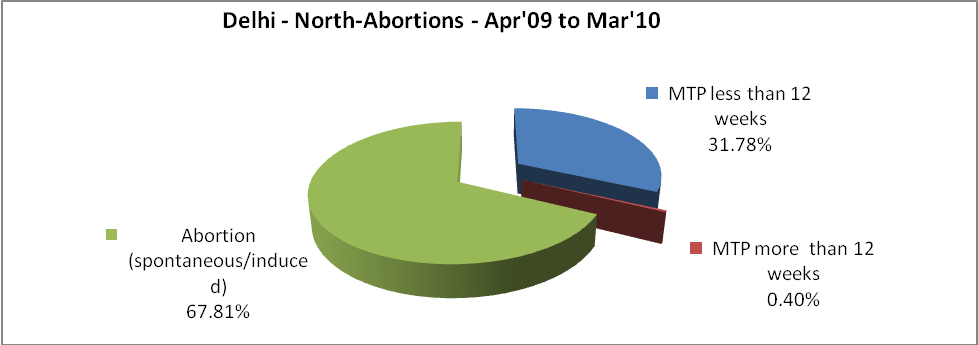 Delhi - North-Abortions - Apr'09 to Mar'10
MTP less than 12
weeks
31.78%
Abortion
(spontaneous/induce
d)
67.81%
MTP more than 12
weeks
0.40%